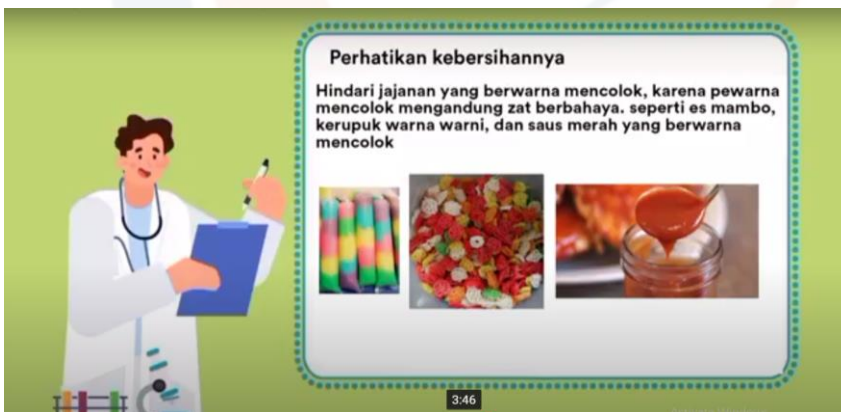 Perhatikan kebersihannya
Hindari jajanan yang berwarna mencolok, karena pewarna
mencolok mengandung zat berbahaya. seperti es mambo,
kerupuk warna warni, dan saus merah yang berwarna
mencolok
3:46